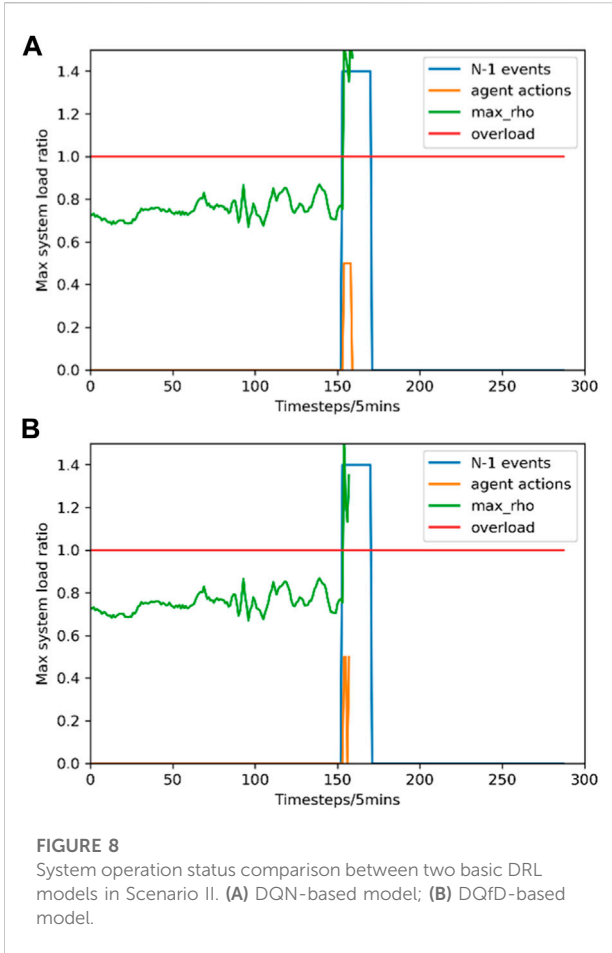 A
Max system load ratio
1.4
1.2
1.0
0.8
0.6
0.4
0.2
0.0
N-1 events
agent actions
max_rho
overload
0 50 100 150 200 250 300
Timesteps/5mins
B
Max system load ratio
1.4
1.2
1.0
0.8
0.6
0.4
0.2
0.0
N-1 events
agent actions
max_rho
overload
0 50 100 150 200 250 300
Timesteps/5mins
FIGURE 8
System operation status comparison between two basic DRL
models in Scenario II. (A) DQN-based model; (B) DQfD-based
model.